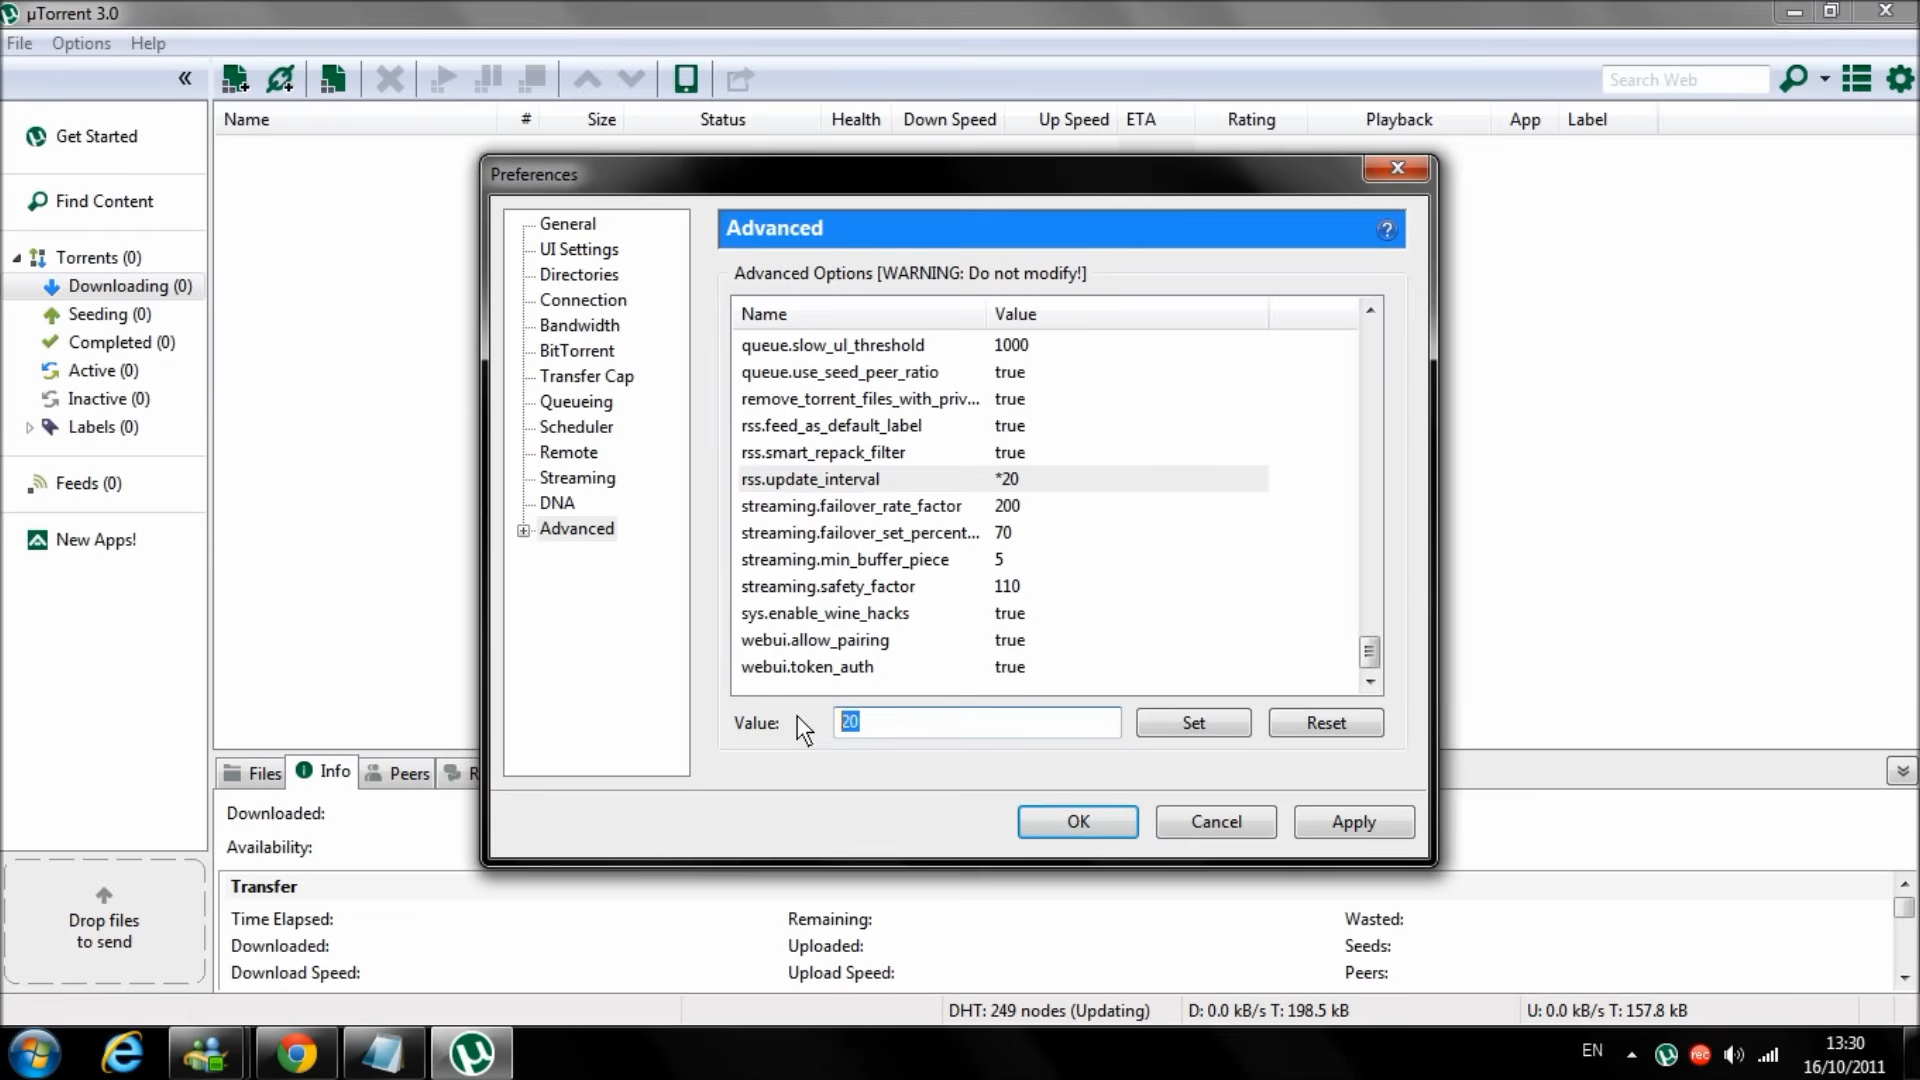 µTorrent 3.0
File Options Help
Search Web
Get Started
Find Content
Torrents (0)
Downloading (0)
Seeding (0)
Completed (0)
Active (0)
Inactive (0)
Labels (0)
Feeds (0)
New Apps!
Drop files
to send
Name # Size Status Health Down Speed Up Speed ETA Rating Playback App Label
Preferences
General
UI Settings
Directories
Connection
Bandwidth
BitTorrent
Transfer Cap
Queueing
Scheduler
Remote
Streaming
DNA
Advanced
Advanced
Advanced Options [WARNING: Do not modify!]
Name Value
queue.slow_ul_threshold 1000
queue.use_seed_peer_ratio true
remove_torrent_files_with_priv... true
rss.feed_as_default_label true
rss.smart_repack_filter true
rss.update_interval *20
streaming.failover_rate_factor 200
streaming.failover_set_percent... 70
streaming.min_buffer_piece 5
streaming.safety_factor 110
sys.enable_wine_hacks true
webui.allow_pairing true
webui.token_auth true
Value: 20 Set Reset
OK Cancel Apply
Files Info Peers R
Downloaded:
Availability:
Transfer
Time Elapsed: Remaining: Wasted:
Downloaded: Uploaded: Seeds:
Download Speed: Upload Speed: Peers:
DHT: 249 nodes (Updating) D: 0.0 kB/s T: 198.5 kB U: 0.0 kB/s T: 157.8 kB
EN rec 13:30
16/10/2011